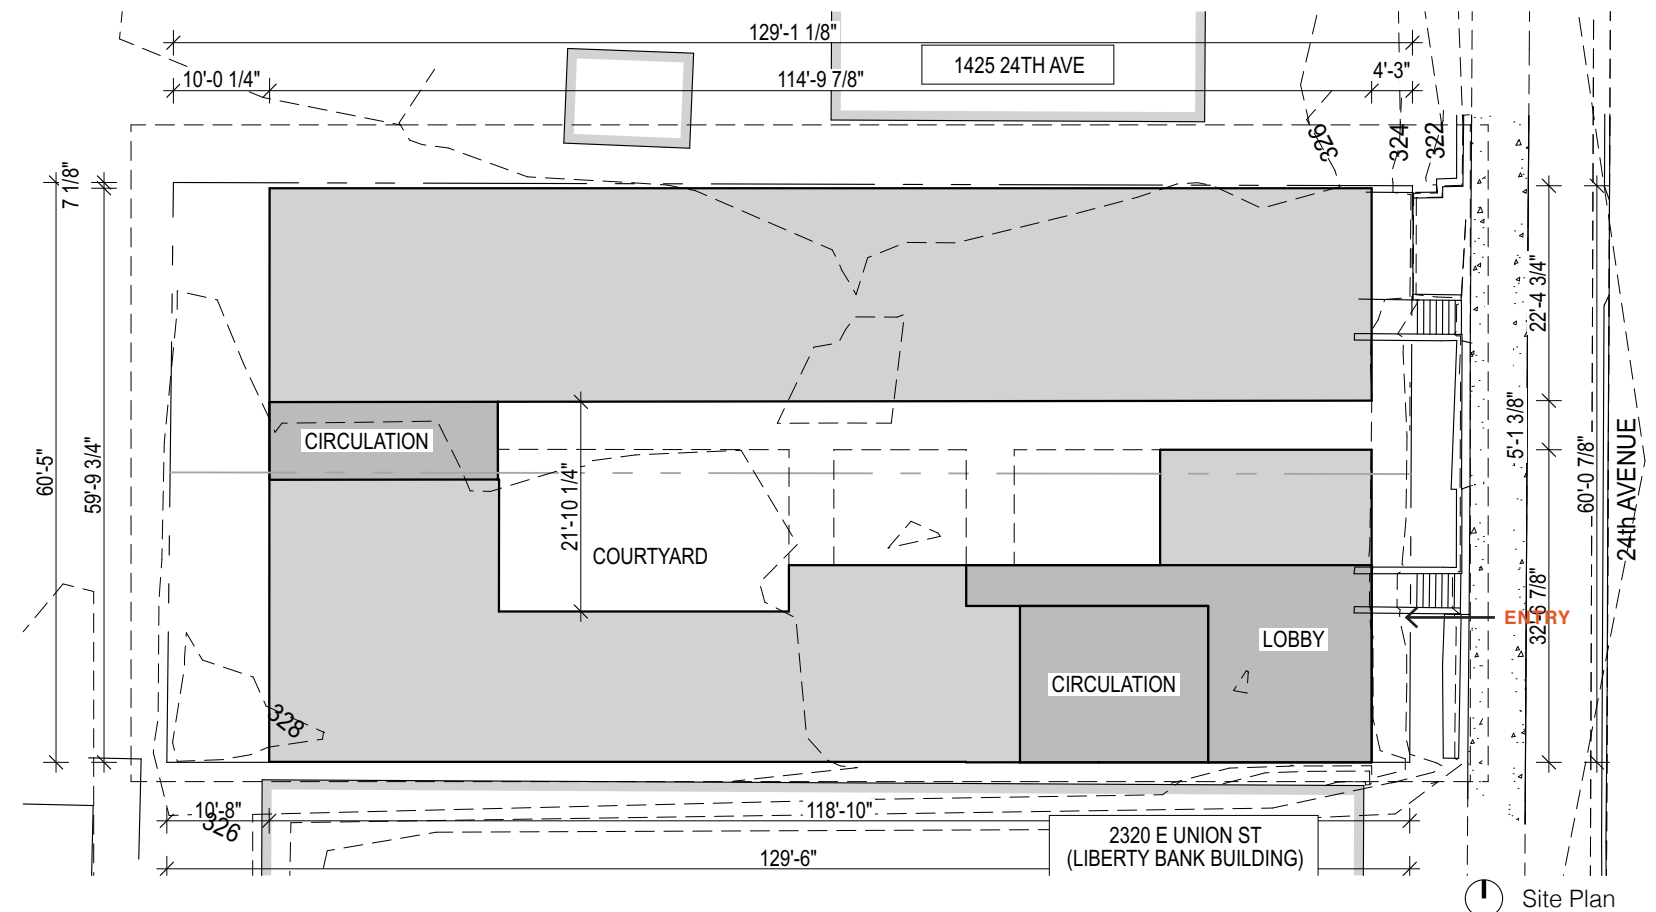 129'-1 1/8"
10'-0 1/4"
114'-9 7/8"
4'-3"
1425 24TH AVE
326
324
322
7 1/8"
60'-5"
59'-9 3/4"
22'-4 3/4"
5'-1 3/8"
60'-0 7/8"
24th AVENUE
CIRCULATION
21'-10 1/4"
COURTYARD
32'-6 7/8"
ENTRY
LOBBY
CIRCULATION
328
10'-8"
326
118'-10"
129'-6"
2320 E UNION ST
(LIBERTY BANK BUILDING)
Site Plan